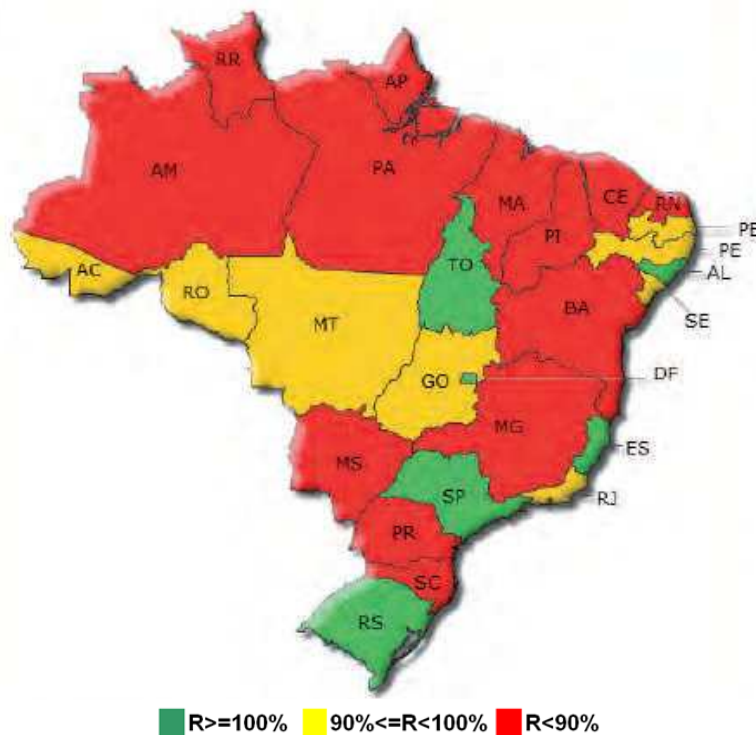 RR
AP
AM
PA
MA
CE
RN
PI
PE
PE
AL
SE
AC
RO
TO
MT
BA
GO
DF
MG
ES
MS
SP
RJ
PR
SC
RS
R>=100% 90%<=R<100% R<90%